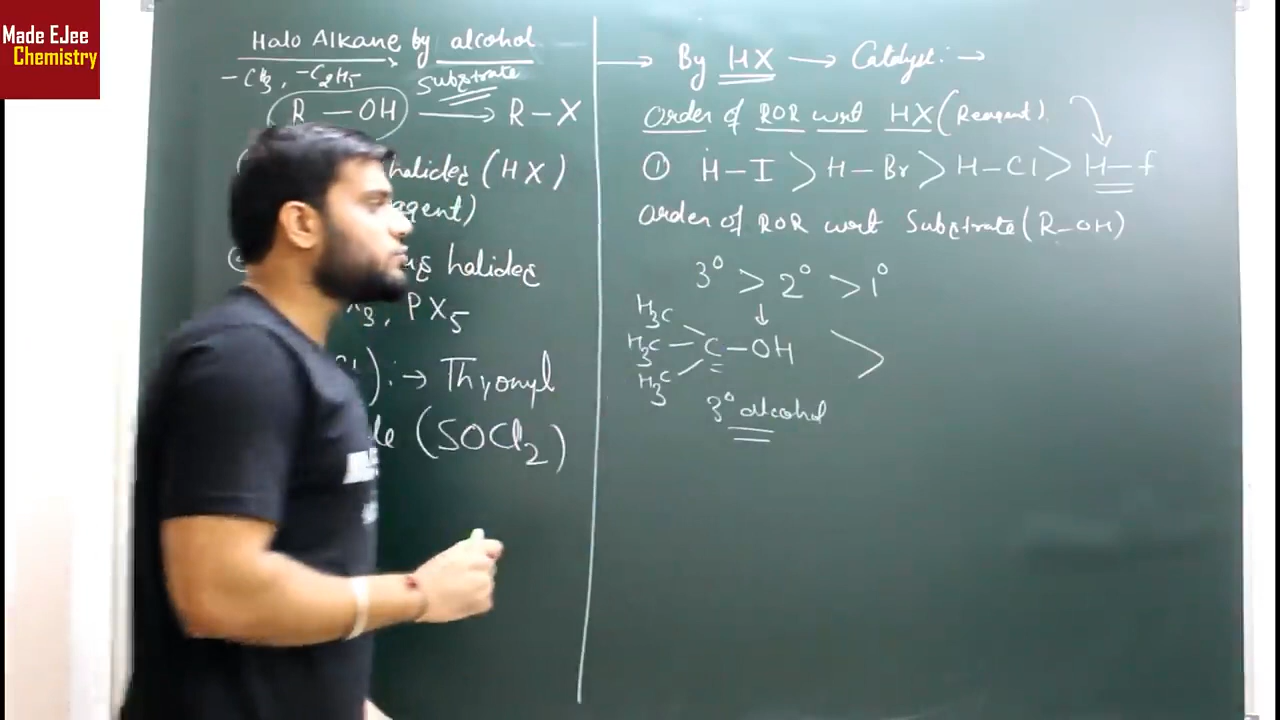 Made EJee
Chemistry
Halo Alkane by alcohol
-CH3, -C2H5 Substrate
R - OH → R-X
halides (HX)
agent)
halides
PX5
:→ Thyonyl
(SOCl2)
→ By HX → Catalyst: →
Order of ROR wrt HX (Reagent)
① H-I > H-Br > H-Cl > H-f
Order of ROR wrt Substrate (R-OH)
3° > 2° > 1°
↓
H3C
H3C - C - OH >
H3C
3° alcohol